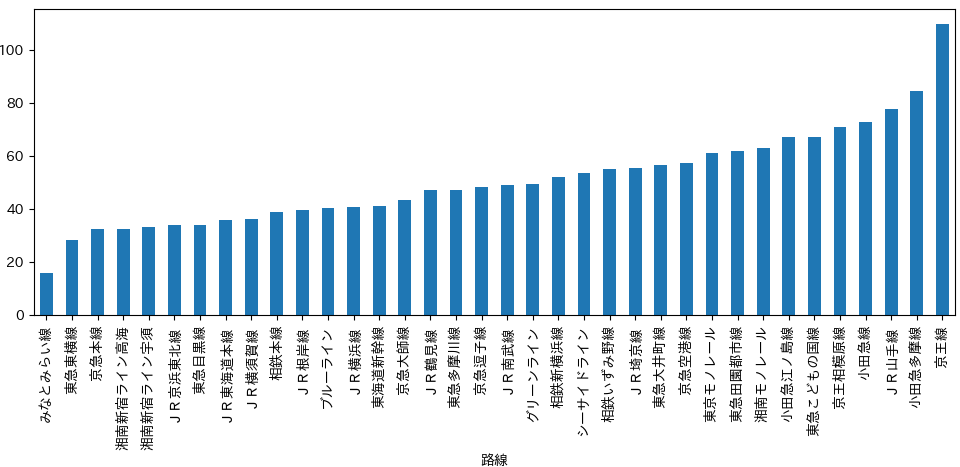 100
80
60
40
20
0
みなとみらい線
東急東横線
京急本線
湘南新宿ライン高海
湘南新宿ライン宇須
ＪＲ京浜東北線
東急目黒線
ＪＲ東海道本線
ＪＲ横須賀線
相鉄本線
ＪＲ根岸線
ブルーライン
ＪＲ横浜線
東海道新幹線
京急大師線
ＪＲ鶴見線
東急多摩川線
京急逗子線
ＪＲ南武線
グリーンライン
相鉄新横浜線
シーサイドライン
相鉄いずみ野線
ＪＲ埼京線
東急大井町線
京急空港線
東京モノレール
東急田園都市線
湘南モノレール
小田急江ノ島線
東急こどもの国線
京王相模原線
小田急線
ＪＲ山手線
小田急多摩線
京王線
路線